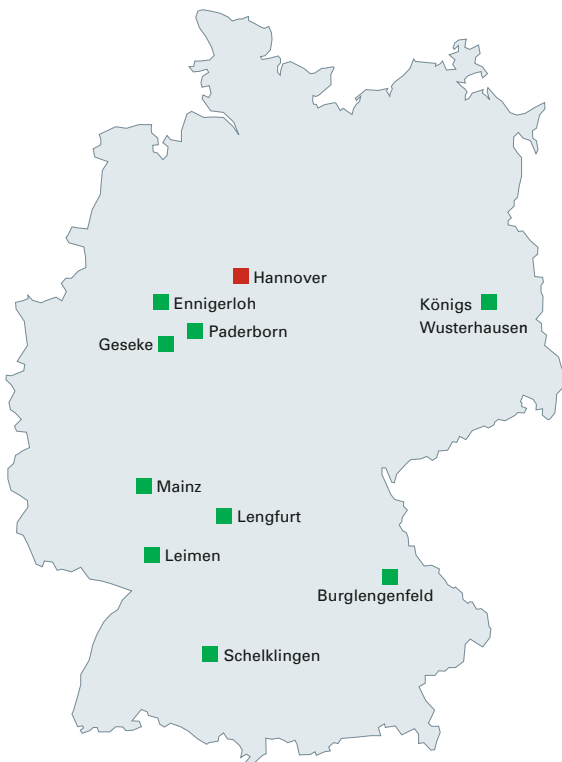 Hannover
Ennigerloh
Königs
Wusterhausen
Paderborn
Geseke
Mainz
Lengfurt
Leimen
Burglengenfeld
Schelklingen